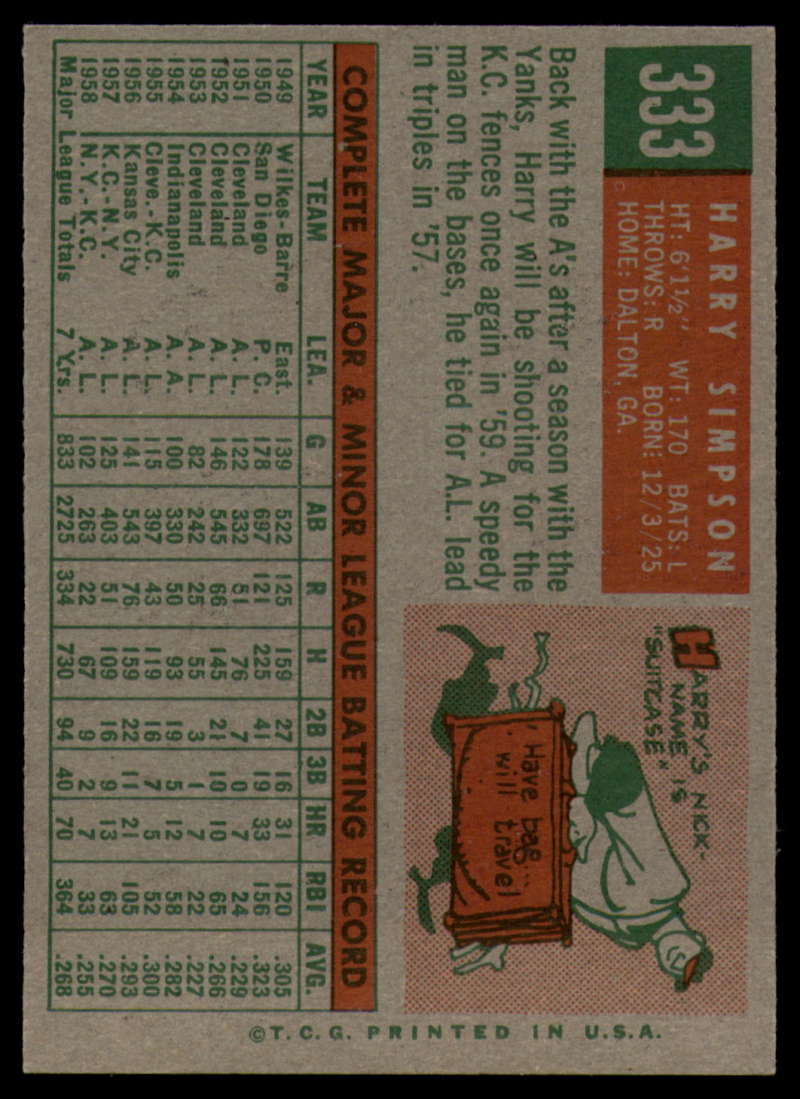 333
HARRY SIMPSON
HT: 6'1½" WT: 170 BATS: L
THROWS: R BORN: 12/3/25
HOME: DALTON, GA.
Back with the A's after a season with the
Yanks, Harry will be shooting for the
K.C. fences once again in '59. A speedy
man on the bases, he tied for A.L. lead
in triples in '57.
HARRY'S NICK-
NAME IS
"SUITCASE"
Have bag...
will travel
COMPLETE MAJOR & MINOR LEAGUE BATTING RECORD
YEAR TEAM LEA. G AB R H 2B 3B HR RBI AVG.
1949 Wilkes-Barre East. 139 522 125 159 27 16 31 120 .305
1950 San Diego P. C. 178 697 121 225 41 19 33 156 .323
1951 Cleveland A. L. 122 332 51 76 7 0 7 24 .229
1952 Cleveland A. L. 146 545 66 145 21 10 10 65 .266
1953 Cleveland A. L. 82 242 25 55 3 1 7 22 .227
1954 Indianapolis A. A. 100 330 50 93 19 5 12 58 .282
1955 Cleve.-K.C. A. L. 115 397 43 119 16 7 5 52 .300
1956 Kansas City A. L. 141 543 76 159 22 11 21 105 .293
1957 K.C.-N.Y. A. L. 125 403 51 109 16 9 13 63 .270
1958 N.Y.-K.C. A. L. 102 263 22 67 9 2 7 33 .255
Major League Totals 7 Yrs. 833 2725 334 730 94 40 70 364 .268
©T.C.G. PRINTED IN U.S.A.